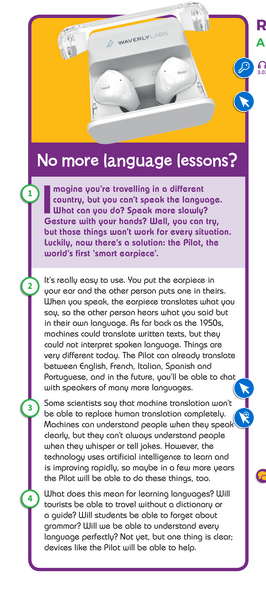 WAVERLYLABS
R
A
3.0
No more language lessons?
1
Imagine you're travelling in a different
country, but you can't speak the language.
What can you do? Speak more slowly?
Gesture with your hands? Well, you can try,
but those things won't work for every situation.
Luckily, now there's a solution: the Pilot, the
world's first 'smart earpiece'.
2
It's really easy to use. You put the earpiece in
your ear and the other person puts one in theirs.
When you speak, the earpiece translates what you
say, so the other person hears what you said but
in their own language. As far back as the 1950s,
machines could translate written texts, but they
could not interpret spoken language. Things are
very different today. The Pilot can already translate
between English, French, Italian, Spanish and
Portuguese, and in the future, you'll be able to chat
with speakers of many more languages.
3
Some scientists say that machine translation won't
be able to replace human translation completely.
Machines can understand people when they speak
clearly, but they can't always understand people
when they whisper or tell jokes. However, the
technology uses artificial intelligence to learn and
is improving rapidly, so maybe in a few more years
the Pilot will be able to do these things, too.
4
What does this mean for learning languages? Will
tourists be able to travel without a dictionary or
a guide? Will students be able to forget about
grammar? Will we be able to understand every
language perfectly? Not yet, but one thing is clear;
devices like the Pilot will be able to help.